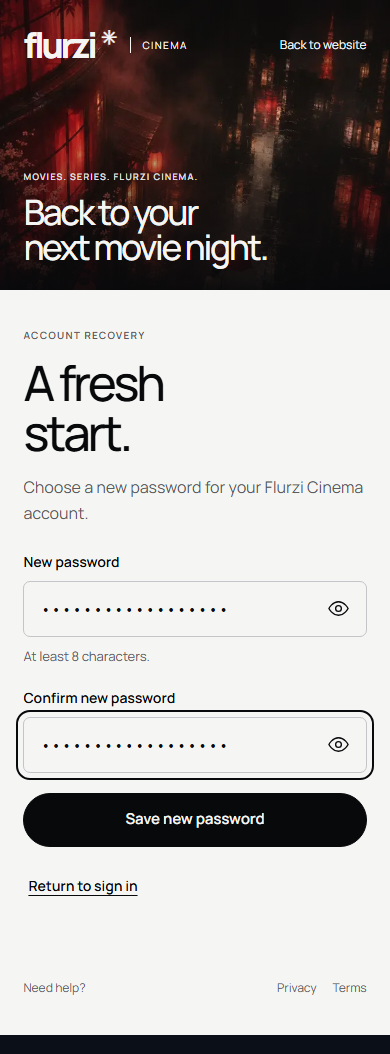 flurzi*
CINEMA
Back to website
MOVIES. SERIES. FLURZI CINEMA.
Back to your
next movie night.
ACCOUNT RECOVERY
A fresh
start.
Choose a new password for your Flurzi Cinema
account.
New password
•••••••••••••••••
At least 8 characters.
Confirm new password
•••••••••••••••••
Save new password
Return to sign in
Need help?
Privacy
Terms